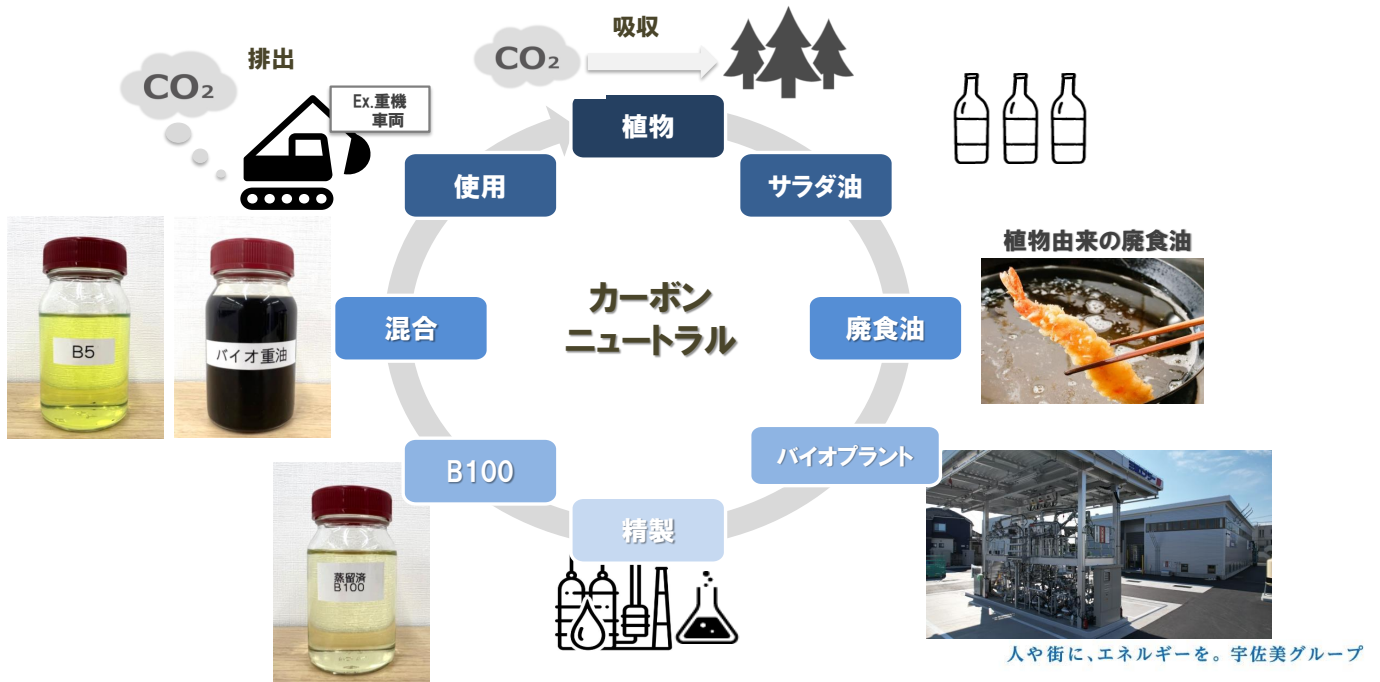 吸収
CO₂
排出
CO₂
Ex.重機
車両
植物
サラダ油
使用
植物由来の廃食油
カーボン
ニュートラル
混合
廃食油
B5
バイオ重油
バイオプラント
B100
精製
蒸留済
B100
人や街に、エネルギーを。宇佐美グループ